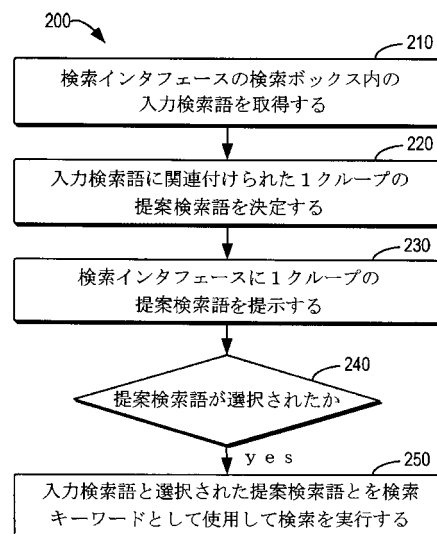 200
210
検索インタフェースの検索ボックス内の
入力検索語を取得する
220
入力検索語に関連付けられた1クループの
提案検索語を決定する
230
検索インタフェースに1クループの
提案検索語を提示する
240
提案検索語が選択されたか
yes
250
入力検索語と選択された提案検索語とを検索
キーワードとして使用して検索を実行する